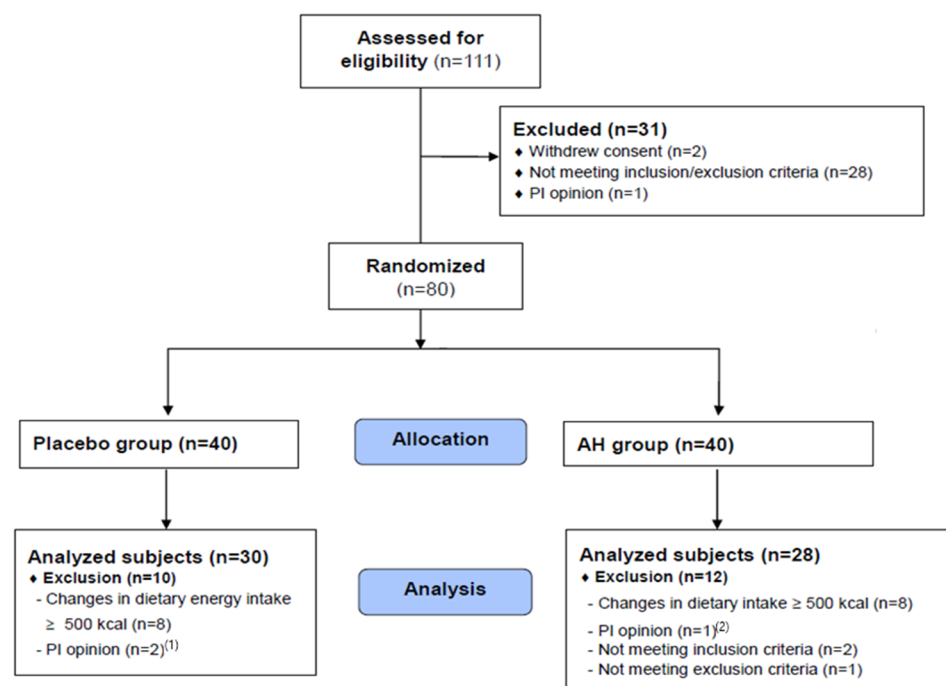 Assessed for
eligibility (n=111)
Excluded (n=31)
♦ Withdrew consent (n=2)
♦ Not meeting inclusion/exclusion criteria (n=28)
♦ PI opinion (n=1)
Randomized
(n=80)
Placebo group (n=40)
Allocation
AH group (n=40)
Analyzed subjects (n=30)
♦ Exclusion (n=10)
- Changes in dietary energy intake
≥ 500 kcal (n=8)
- PI opinion (n=2)(1)
Analysis
Analyzed subjects (n=28)
♦ Exclusion (n=12)
- Changes in dietary intake ≥ 500 kcal (n=8)
- PI opinion (n=1)(2)
- Not meeting inclusion criteria (n=2)
- Not meeting exclusion criteria (n=1)